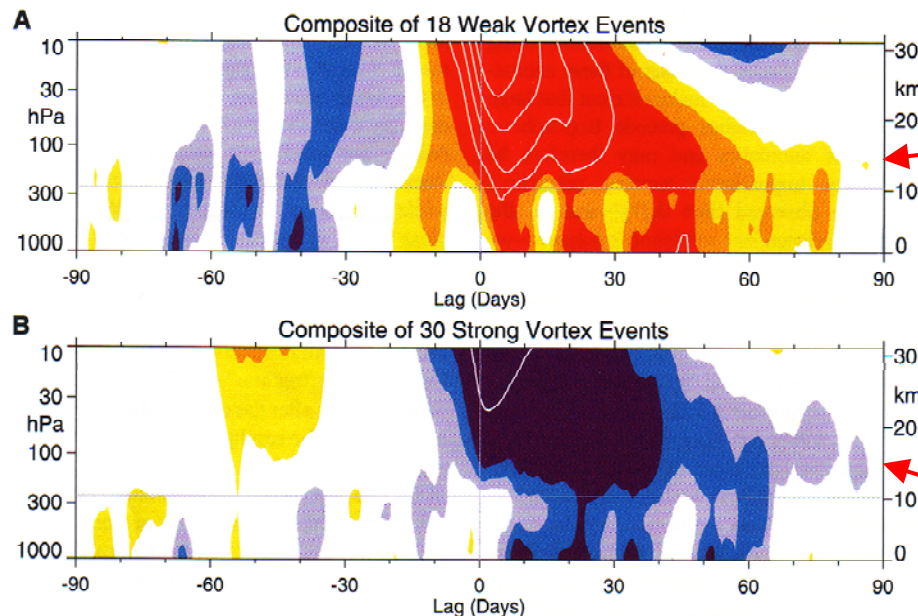 A
Composite of 18 Weak Vortex Events
10
30
hPa
100
300
1000
30
km
20
10
0
-90 -60 -30 0 30 60 90
Lag (Days)
B
Composite of 30 Strong Vortex Events
10
30
hPa
100
300
1000
30
km
20
10
0
-90 -60 -30 0 30 60 90
Lag (Days)